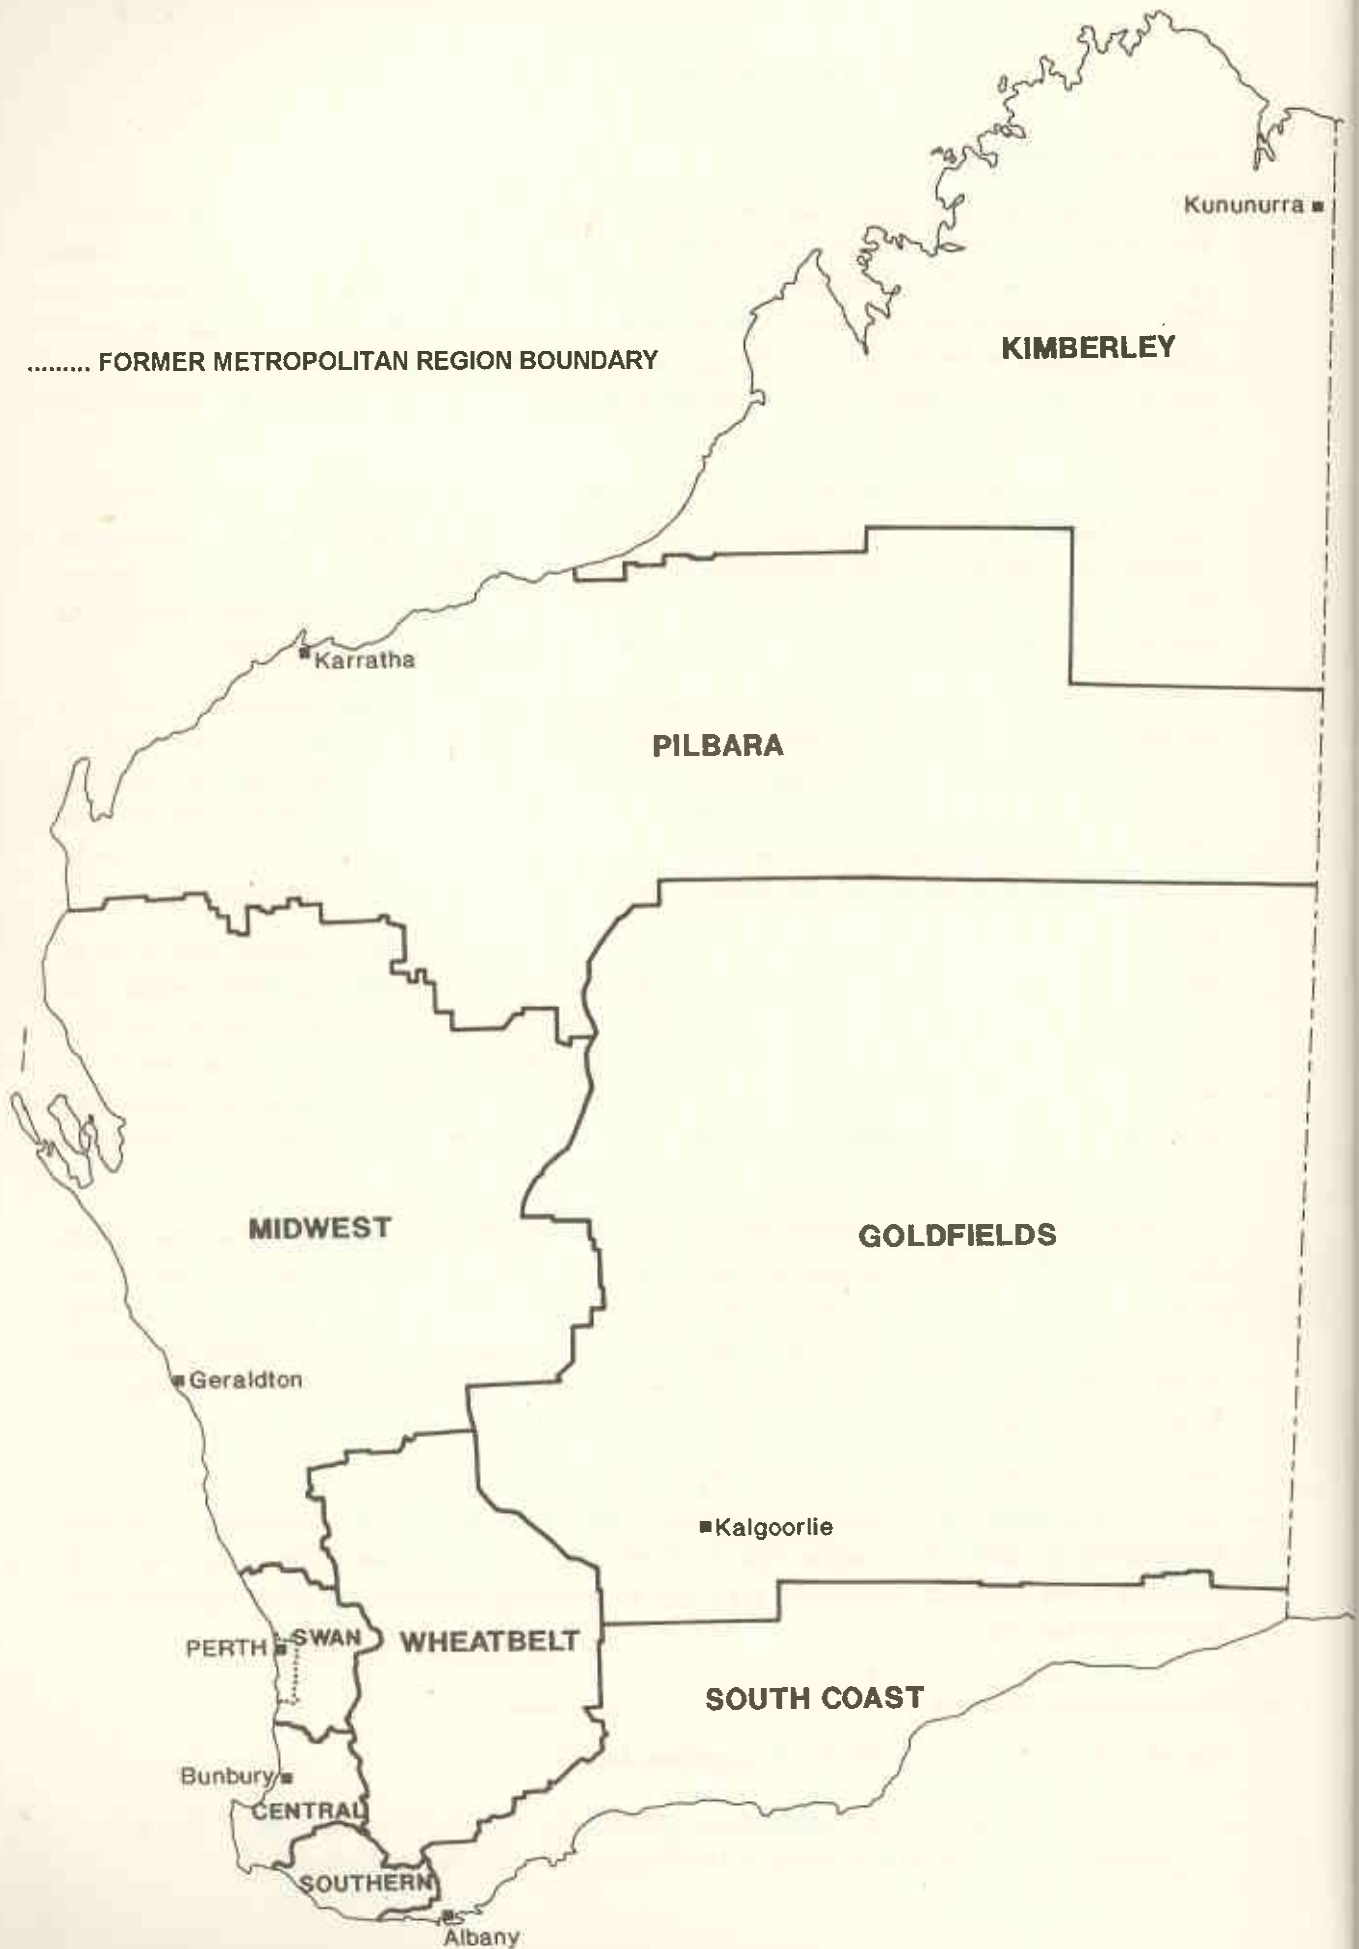 Kununurra
KIMBERLEY
......... FORMER METROPOLITAN REGION BOUNDARY
Karratha
PILBARA
MIDWEST
GOLDFIELDS
Geraldton
Kalgoorlie
PERTH
SWAN
WHEATBELT
SOUTH COAST
Bunbury
CENTRAL
SOUTHERN
Albany